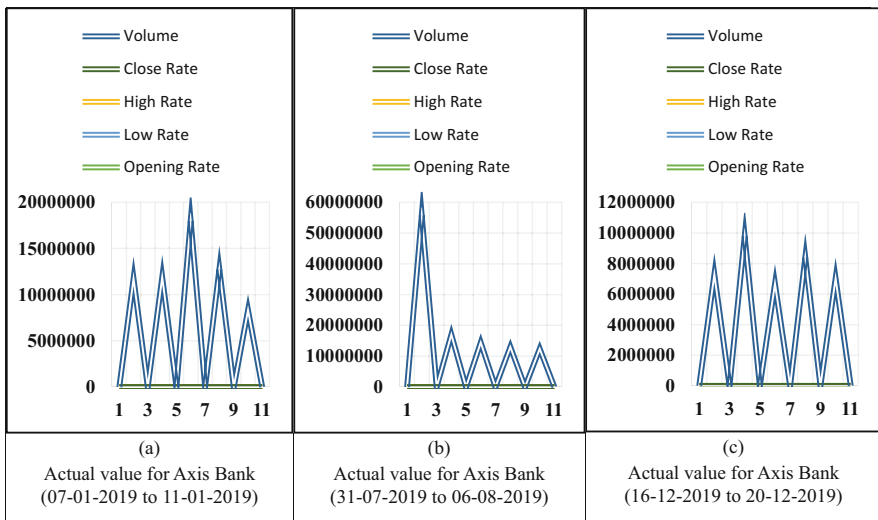 Volume
Close Rate
High Rate
Low Rate
Opening Rate
20000000
15000000
10000000
5000000
0
1 3 5 7 9 11
(a)
Actual value for Axis Bank
(07-01-2019 to 11-01-2019)
Volume
Close Rate
High Rate
Low Rate
Opening Rate
60000000
50000000
40000000
30000000
20000000
10000000
0
1 3 5 7 9 11
(b)
Actual value for Axis Bank
(31-07-2019 to 06-08-2019)
Volume
Close Rate
High Rate
Low Rate
Opening Rate
12000000
10000000
8000000
6000000
4000000
2000000
0
1 3 5 7 9 11
(c)
Actual value for Axis Bank
(16-12-2019 to 20-12-2019)